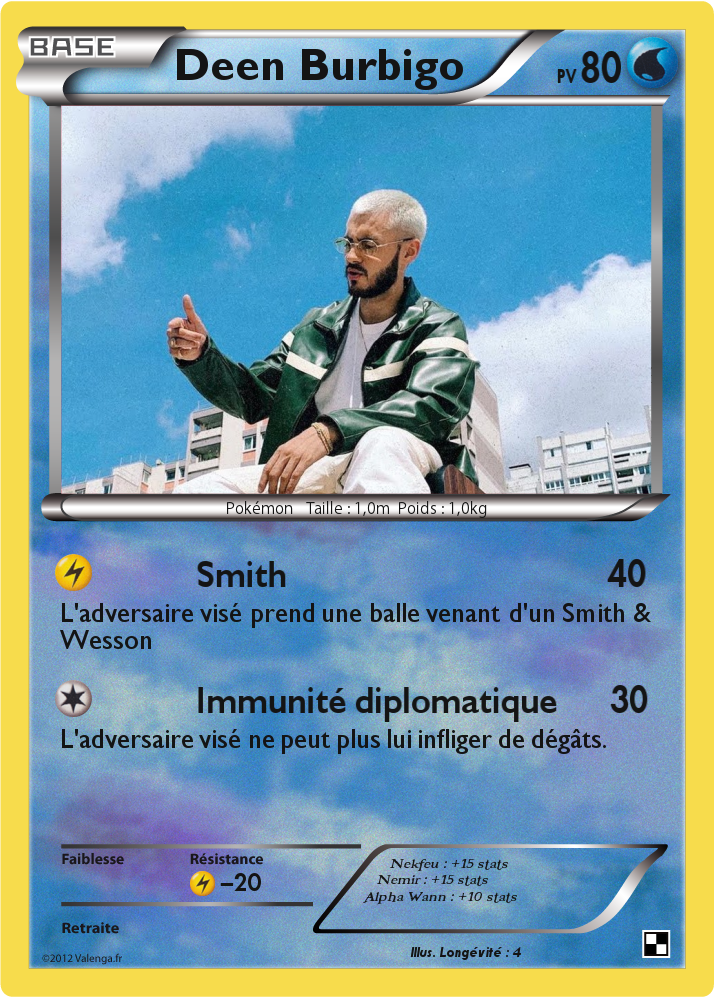 BASE
Deen Burbigo
PV 80
Pokémon Taille : 1,0m Poids : 1,0kg
Smith 40
L'adversaire visé prend une balle venant d'un Smith &
Wesson
Immunité diplomatique 30
L'adversaire visé ne peut plus lui infliger de dégâts.
Faiblesse Résistance
–20
Nekfeu : +15 stats
Nemir : +15 stats
Alpha Wann : +10 stats
Retraite
Illus. Longévité : 4
©2012 Valenga.fr